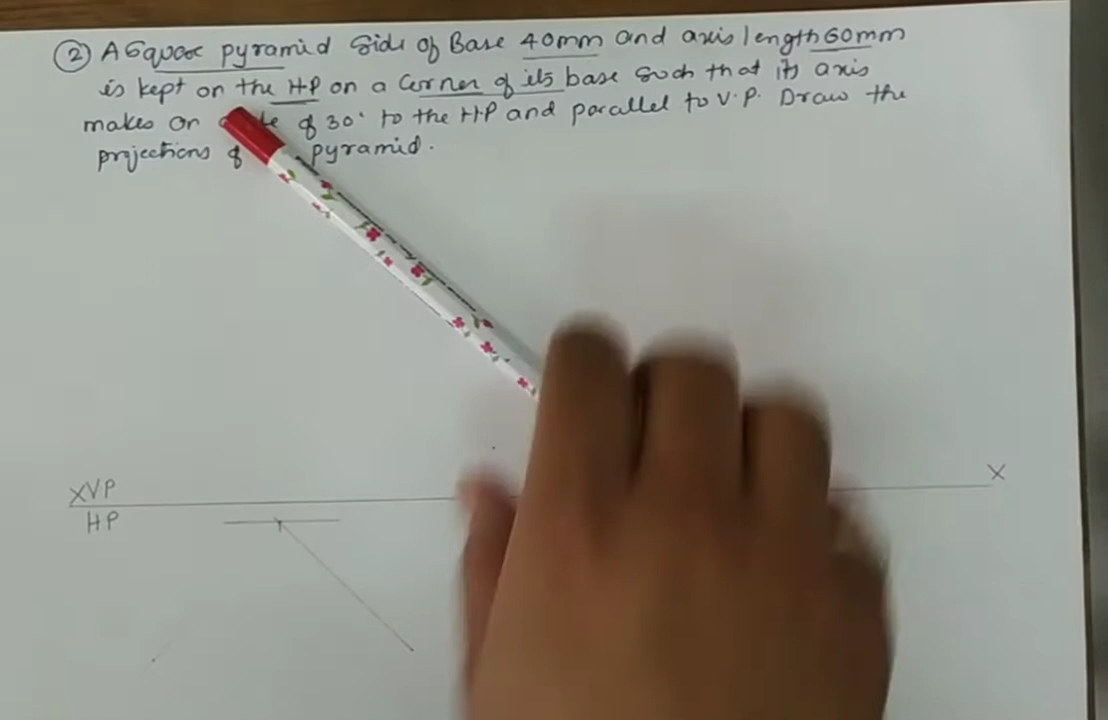 ② A Square pyramid Side of Base 40mm and axis length 60mm
is kept on the HP on a Corner of its base such that its axis
makes an of 30° to the H.P and parallel to V.P. Draw the
projections of pyramid.
XVP
X
HP